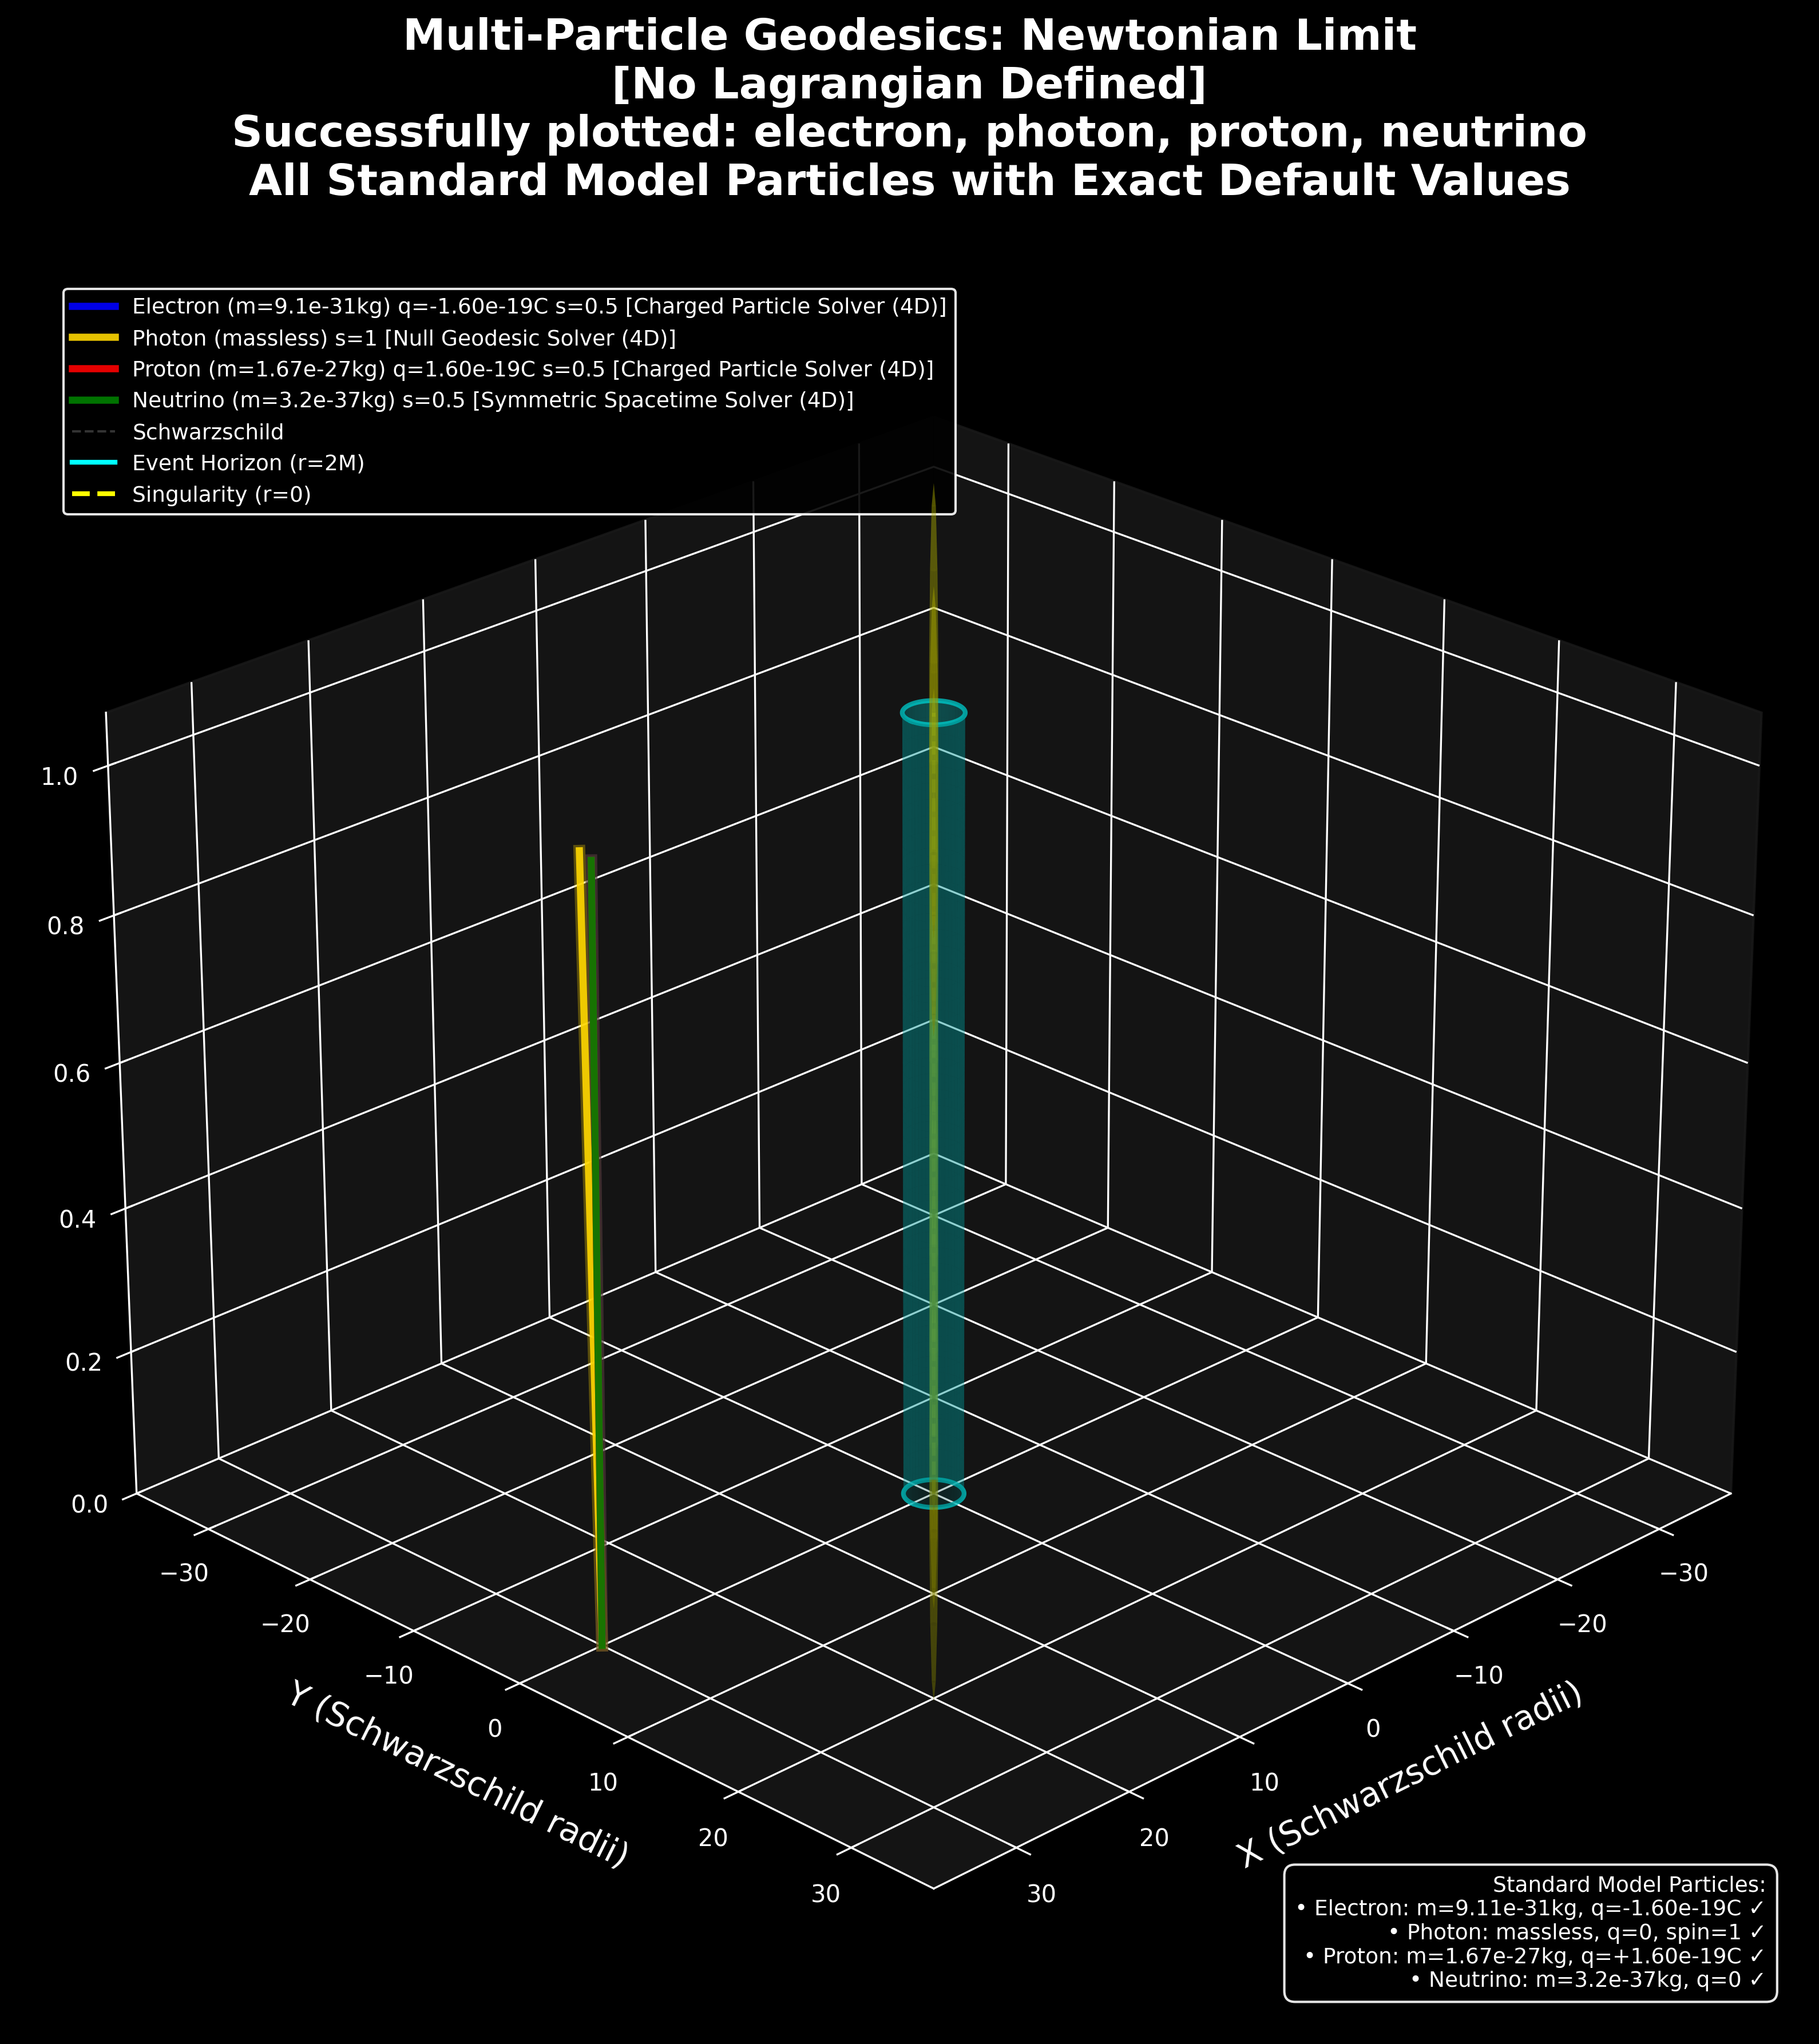 Multi-Particle Geodesics: Newtonian Limit
[No Lagrangian Defined]
Successfully plotted: electron, photon, proton, neutrino
All Standard Model Particles with Exact Default Values
Electron (m=9.1e-31kg) q=-1.60e-19C s=0.5 [Charged Particle Solver (4D)]
Photon (massless) s=1 [Null Geodesic Solver (4D)]
Proton (m=1.67e-27kg) q=1.60e-19C s=0.5 [Charged Particle Solver (4D)]
Neutrino (m=3.2e-37kg) s=0.5 [Symmetric Spacetime Solver (4D)]
Schwarzschild
Event Horizon (r=2M)
Singularity (r=0)
1.0
0.8
0.6
0.4
0.2
0.0
−30
−20
−10
0
10
20
30
Y (Schwarzschild radii)
−30
−20
−10
0
10
20
30
X (Schwarzschild radii)
Standard Model Particles:
• Electron: m=9.11e-31kg, q=-1.60e-19C ✓
• Photon: massless, q=0, spin=1 ✓
• Proton: m=1.67e-27kg, q=+1.60e-19C ✓
• Neutrino: m=3.2e-37kg, q=0 ✓